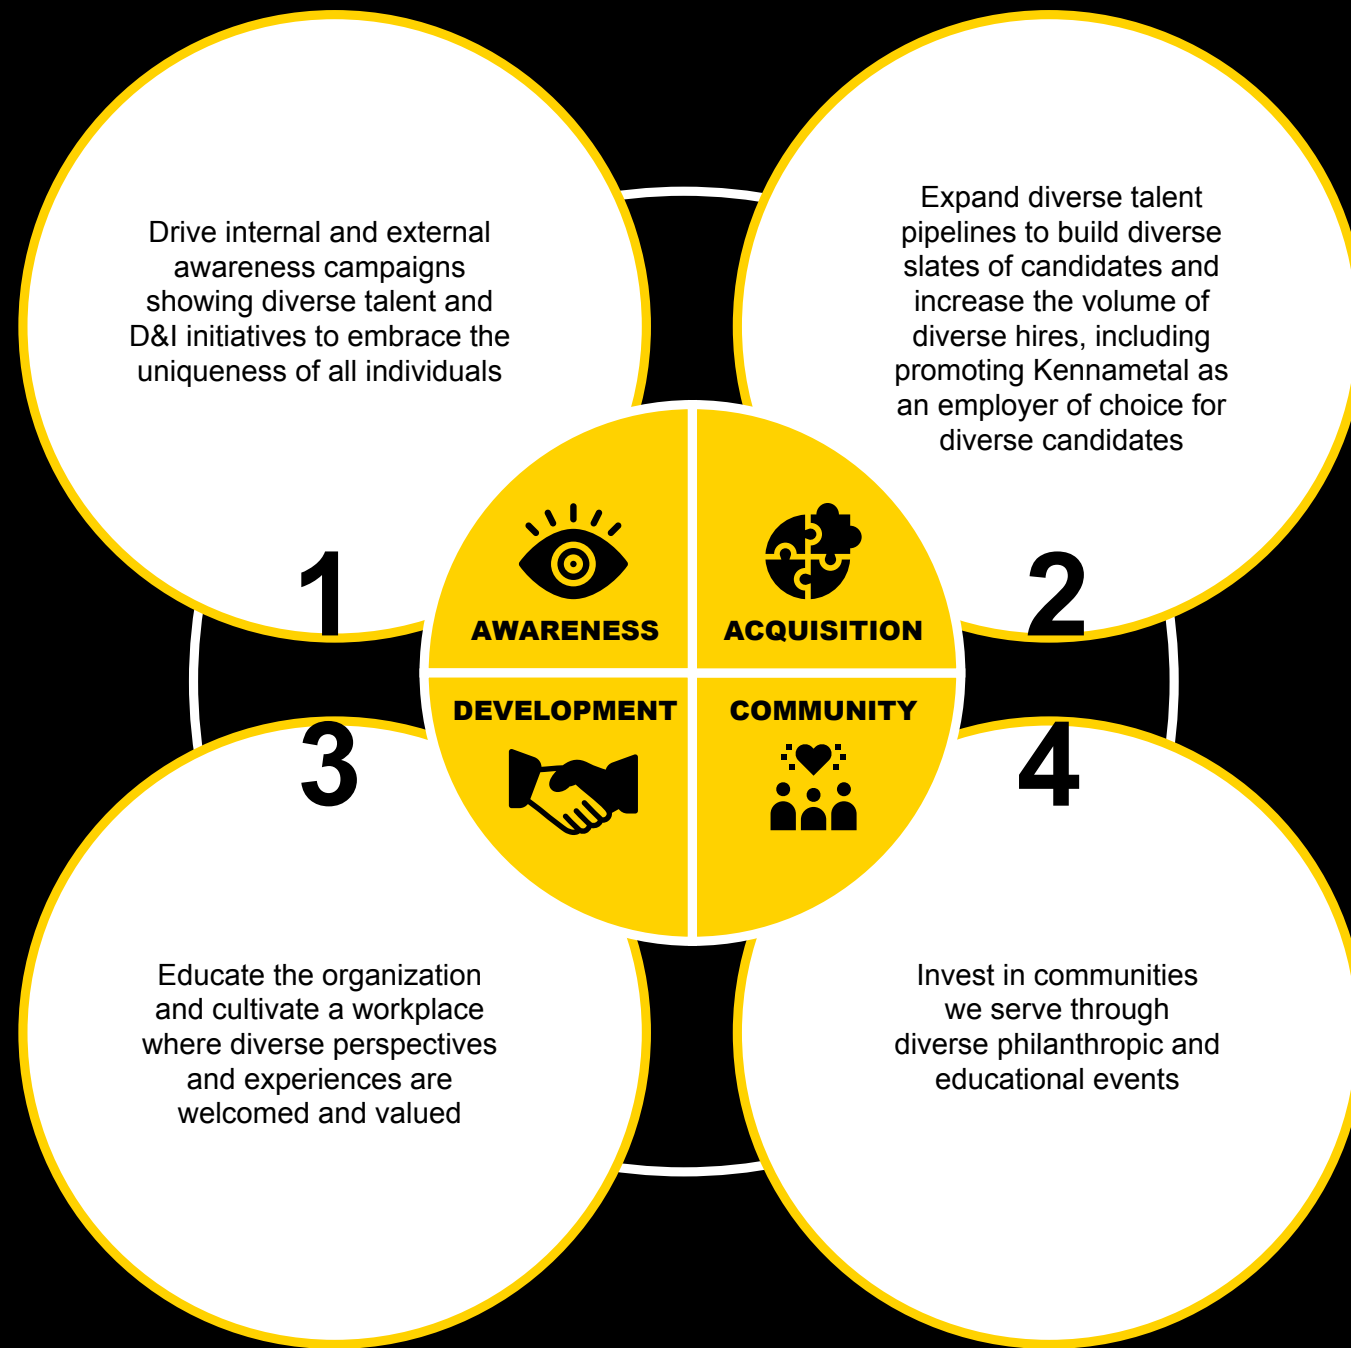 Drive internal and external
awareness campaigns
showing diverse talent and
D&I initiatives to embrace the
uniqueness of all individuals
1
AWARENESS
Expand diverse talent
pipelines to build diverse
slates of candidates and
increase the volume of
diverse hires, including
promoting Kennametal as
an employer of choice for
diverse candidates
2
ACQUISITION
DEVELOPMENT
3
Educate the organization
and cultivate a workplace
where diverse perspectives
and experiences are
welcomed and valued
COMMUNITY
4
Invest in communities
we serve through
diverse philanthropic and
educational events